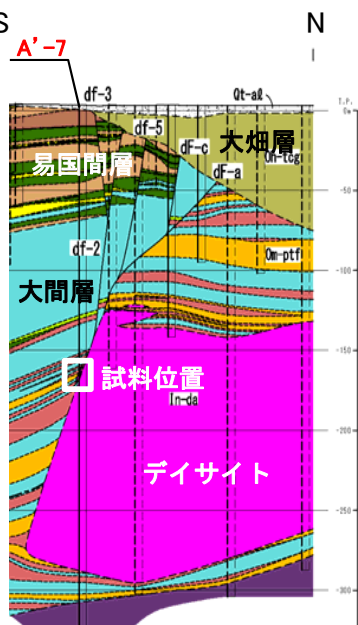 S
N
A'-7
df-3
Qt-aℓ
T.P.
0m
df-5
大畑層
dF-c
易国間層
dF-a
-50
df-2
Om-ptf
-100
大間層
-150
試料位置
In-da
-200
デイサイト
-250
-300